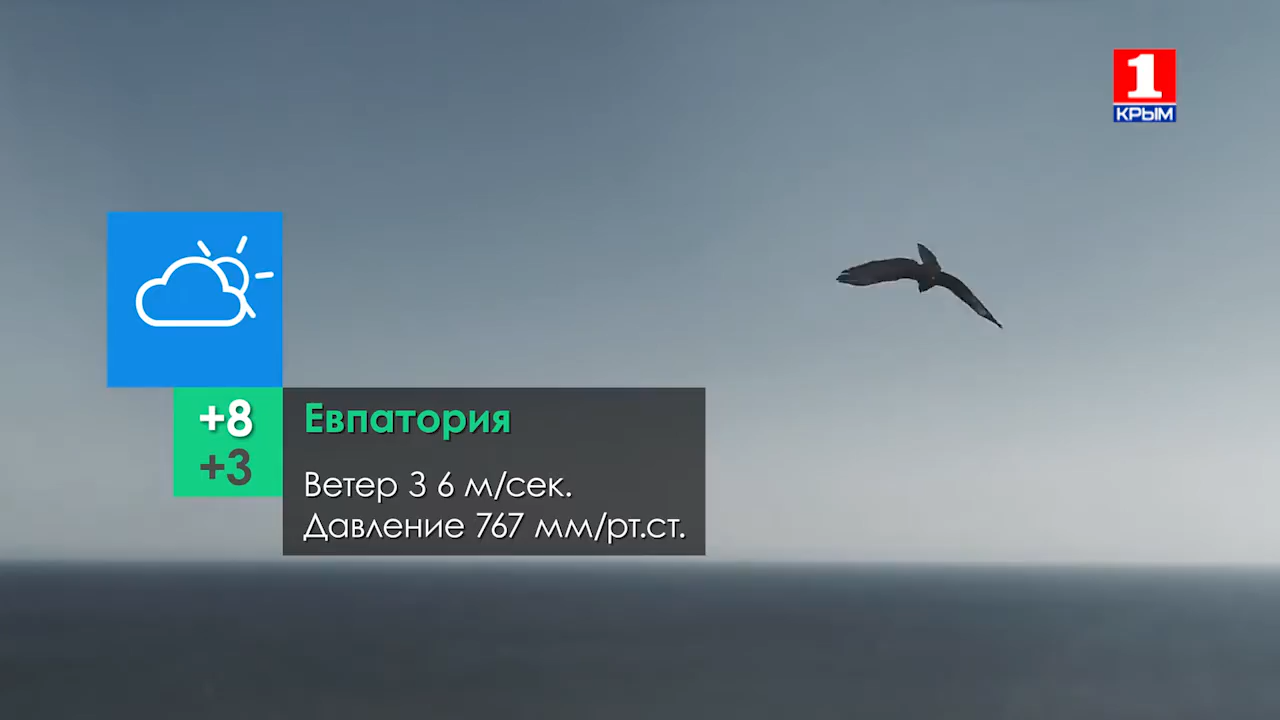 1
КРЫМ
+8
+3
Евпатория
Ветер 3 6 м/сек.
Давление 767 мм/рт.ст.